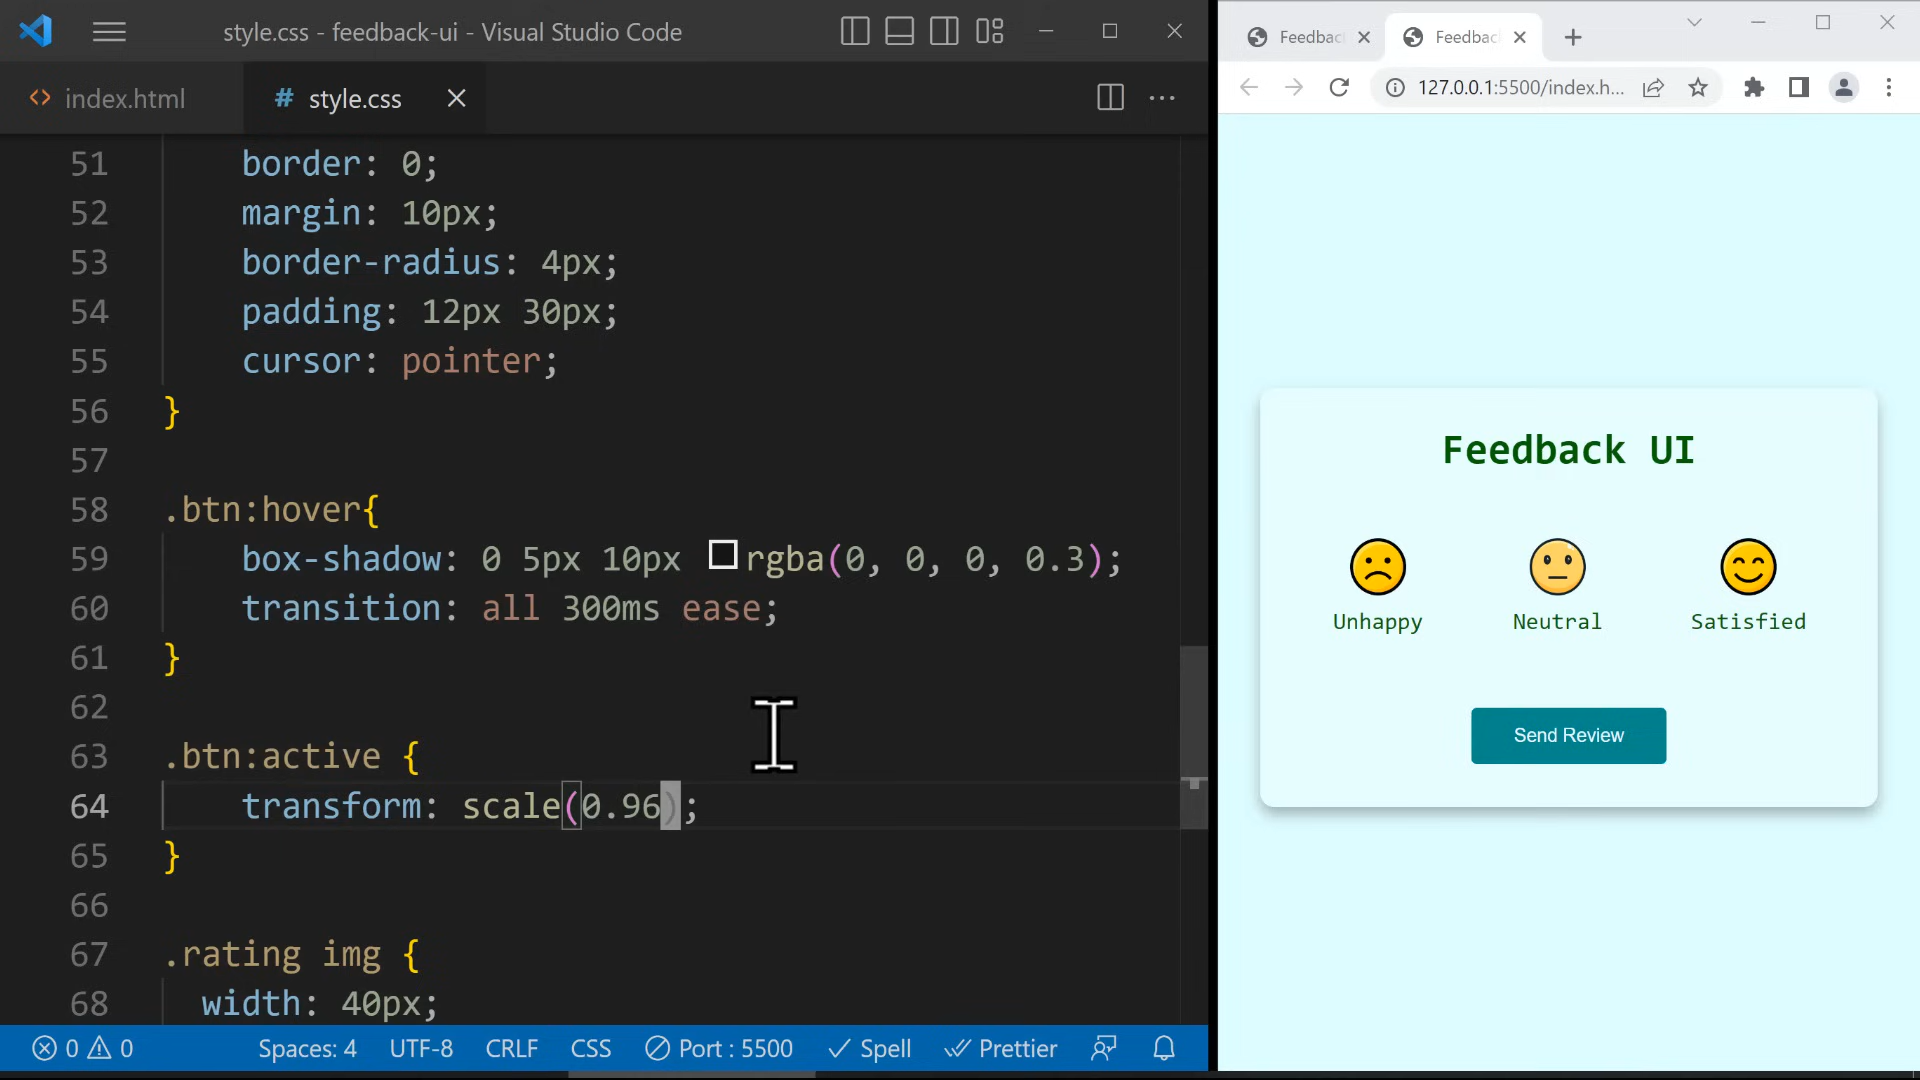 style.css - feedback-ui - Visual Studio Code
index.html
# style.css
51 border: 0;
52 margin: 10px;
53 border-radius: 4px;
54 padding: 12px 30px;
55 cursor: pointer;
56 }
57
58 .btn:hover{
59 box-shadow: 0 5px 10px rgba(0, 0, 0, 0.3);
60 transition: all 300ms ease;
61 }
62
63 .btn:active {
64 transform: scale(0.96);
65 }
66
67 .rating img {
68 width: 40px;
0 0 Spaces: 4 UTF-8 CRLF CSS Port : 5500 Spell Prettier
Feedbac
Feedbac
127.0.0.1:5500/index.h...
Feedback UI
Unhappy
Neutral
Satisfied
Send Review